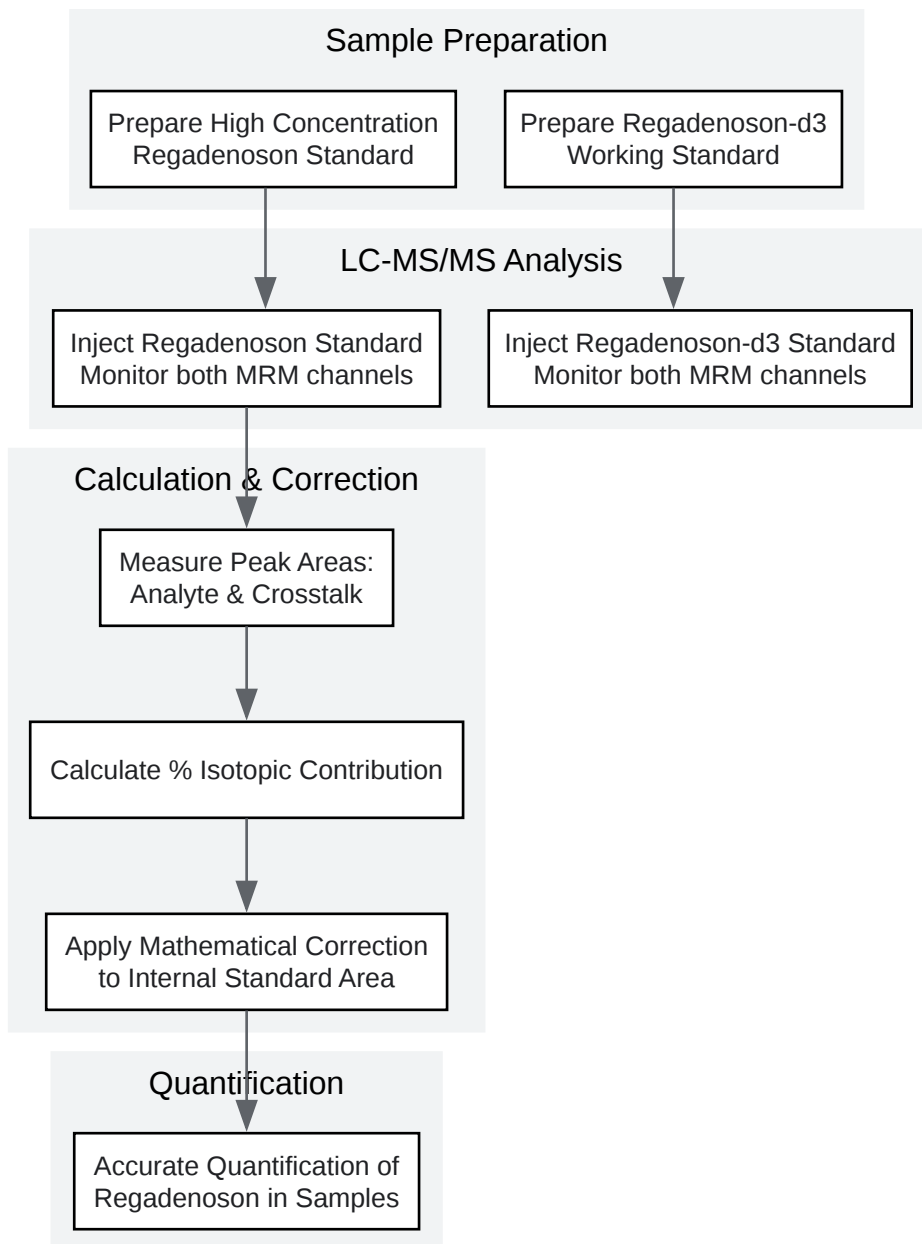 Sample Preparation
Prepare High Concentration
Regadenoson Standard
Prepare Regadenoson-d3
Working Standard
LC-MS/MS Analysis
Inject Regadenoson Standard
Monitor both MRM channels
Inject Regadenoson-d3 Standard
Monitor both MRM channels
Calculation & Correction
Measure Peak Areas:
Analyte & Crosstalk
Calculate % Isotopic Contribution
Apply Mathematical Correction
to Internal Standard Area
Quantification
Accurate Quantification of
Regadenoson in Samples